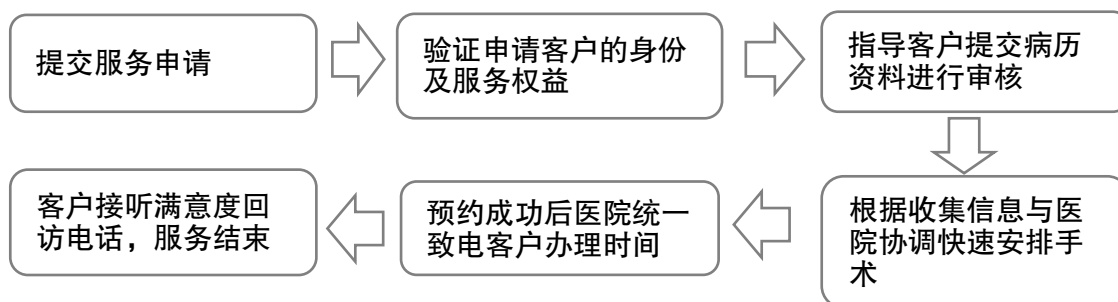 提交服务申请
验证申请客户的身份
及服务权益
指导客户提交病历
资料进行审核
根据收集信息与医
院协调快速安排手
术
预约成功后医院统一
致电客户办理时间
客户接听满意度回
访电话，服务结束